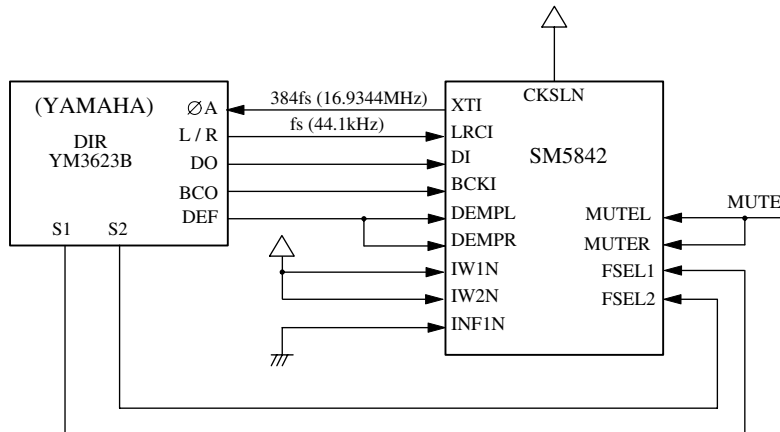 CKSLN
(YAMAHA)
DIR
YM3623B
∅A
L / R
DO
BCO
DEF
S1
S2
384fs (16.9344MHz)
fs (44.1kHz)
XTI
LRCI
DI
BCKI
DEMPL
DEMPR
IW1N
IW2N
INF1N
SM5842
MUTEL
MUTER
FSEL1
FSEL2
MUTE